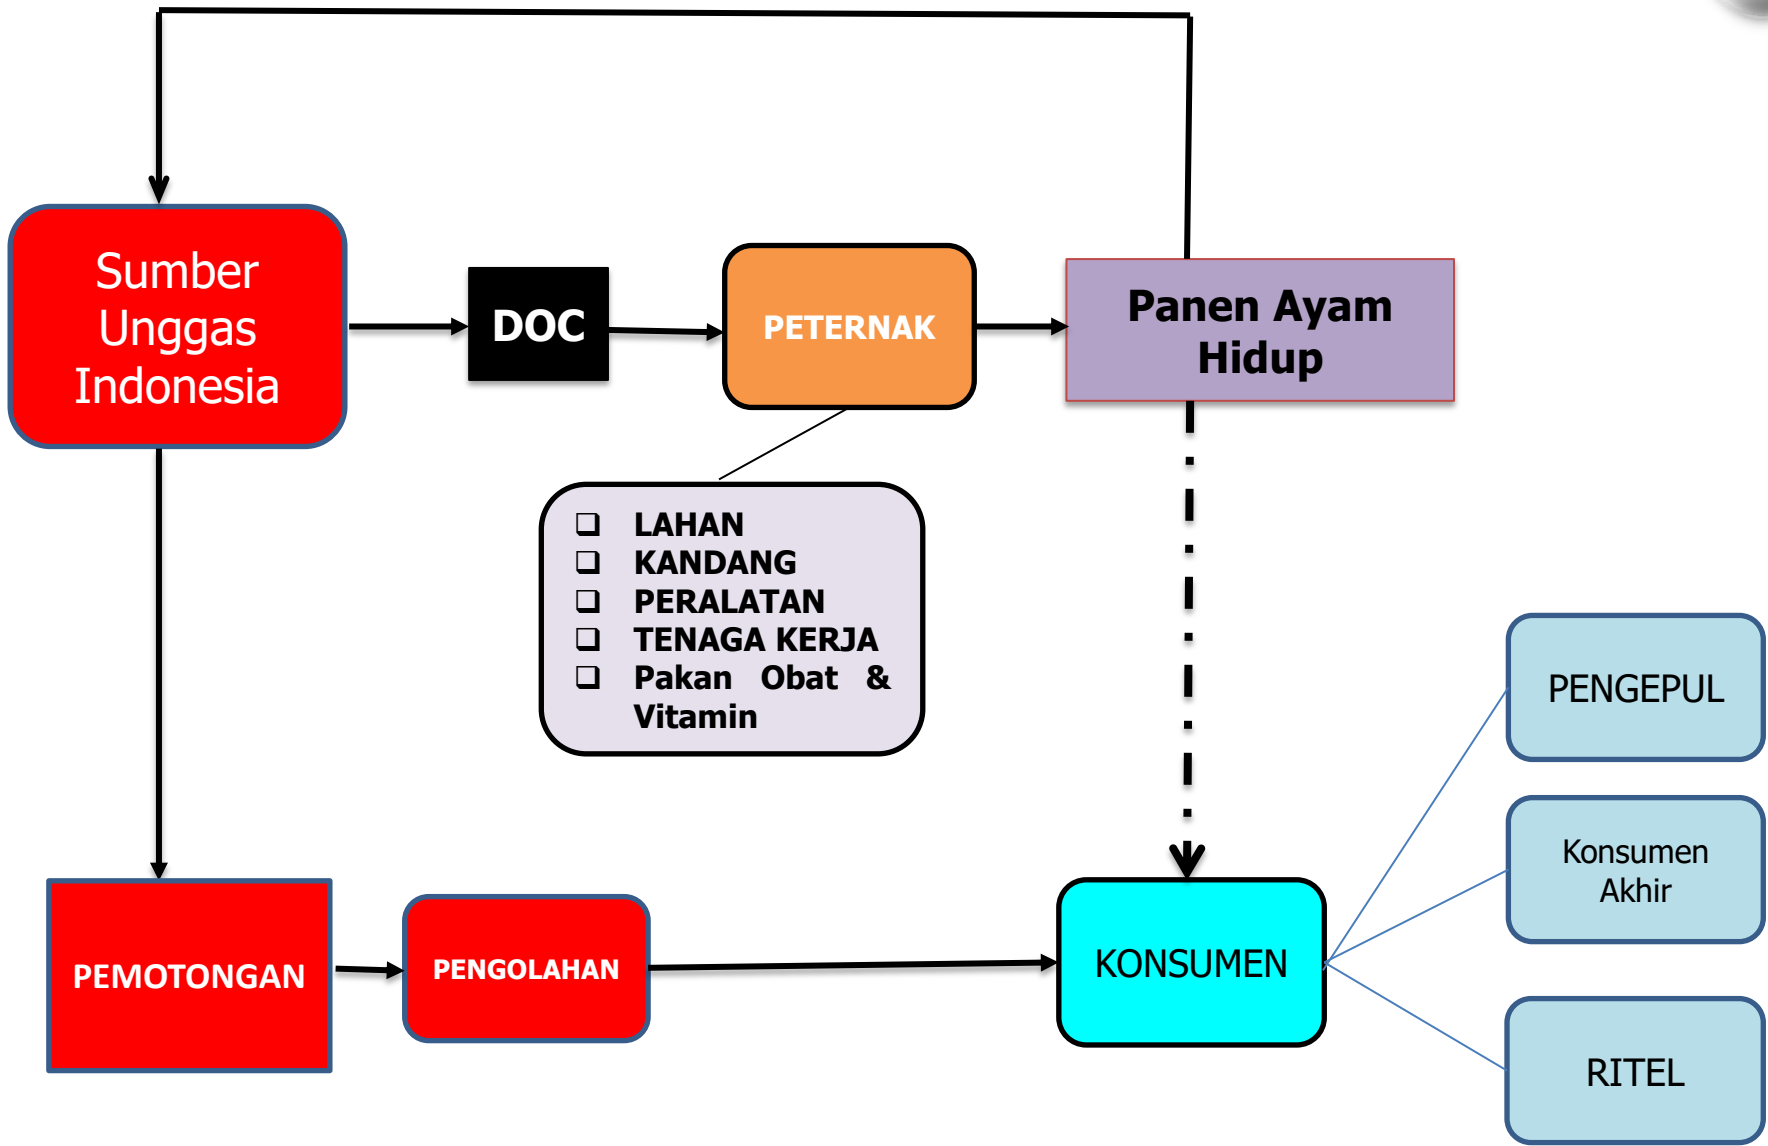 Sumber
Unggas
Indonesia
DOC
PETERNAK
Panen Ayam
Hidup
❑ LAHAN
❑ KANDANG
❑ PERALATAN
❑ TENAGA KERJA
❑ Pakan Obat &
Vitamin
PENGEPUL
Konsumen
Akhir
RITEL
PEMOTONGAN
PENGOLAHAN
KONSUMEN